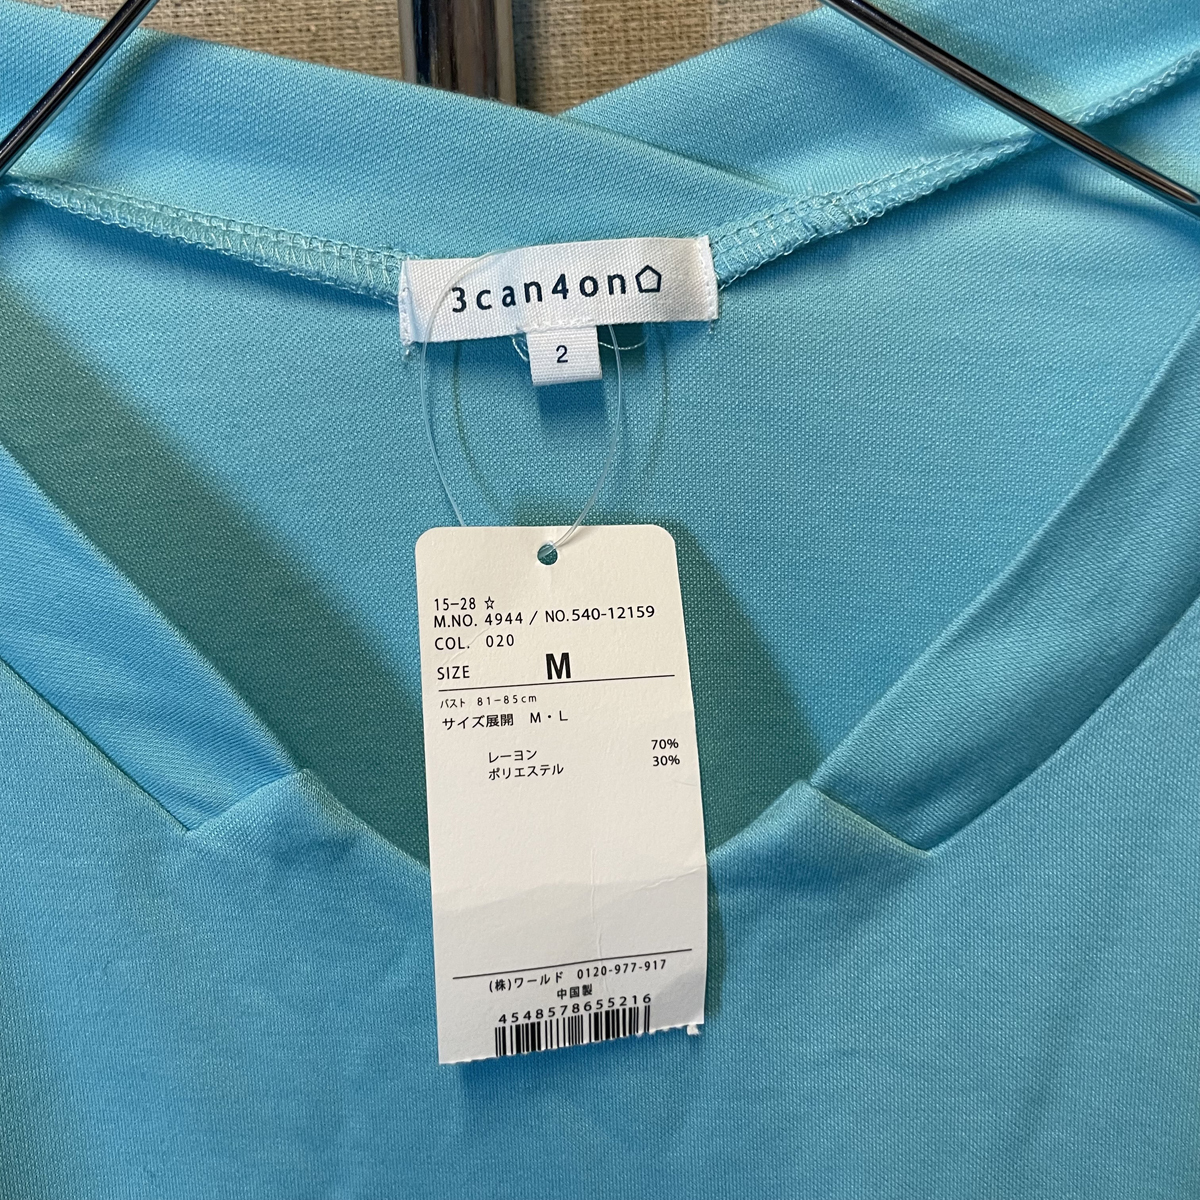 3can4on
2
15-28 ☆
M.NO. 4944 / NO.540-12159
COL. 020
SIZE M
バスト 81-85cm
サイズ展開 M・L
レーヨン 70%
ポリエステル 30%
(株)ワールド 0120-977-917
中国製
4548578655216